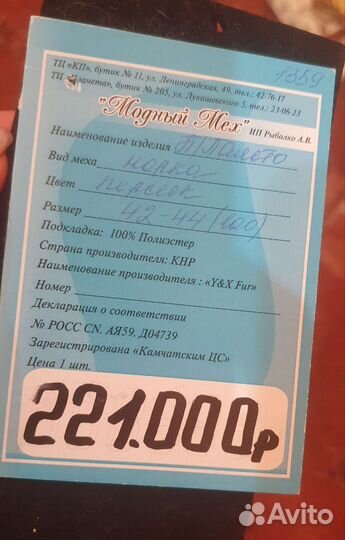 1359
ТЦ «КП», бутик № 11, ул. Ленинградская, 49, тел.: 42-76-17
ТЦ «Планета», бутик № 205, ул. Лукашевского 5, тел.: 23-06-23
"Модный Мех" ИП Рыбалко А.В.
Наименование изделия П/Пальто
Вид меха норка
Цвет персик
Размер 42-44 (100)
Подкладка: 100% Полиэстер
Страна производителя: КНР
Наименование производителя : «Y&X Fur»
Номер
Декларация о соответствии
№ РОСС CN. АЯ59. Д04739
Зарегистрирована «Камчатским ЦС»
Цена 1 шт.
221.000р
Avito